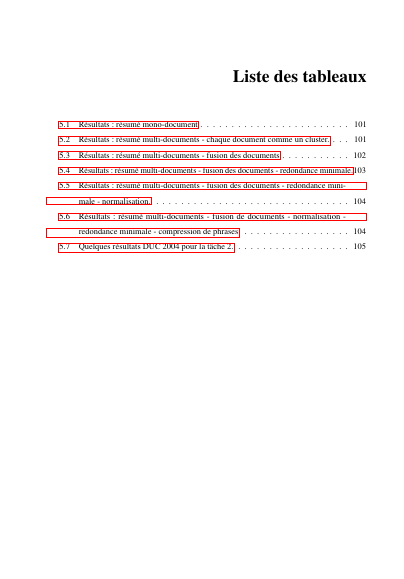 Liste des tableaux
5.1 Résultats : résumé mono-document . . . . . . . . . . . . . . . . . . . . . . . . 101
5.2 Résultats : résumé multi-documents - chaque document comme un cluster. . . . 101
5.3 Résultats : résumé multi-documents - fusion des documents . . . . . . . . . . . 102
5.4 Résultats : résumé multi-documents - fusion des documents - redondance minimale.103
5.5 Résultats : résumé multi-documents - fusion des documents - redondance mini-
male - normalisation. . . . . . . . . . . . . . . . . . . . . . . . . . . . . . . . 104
5.6 Résultats : résumé multi-documents - fusion de documents - normalisation -
redondance minimale - compression de phrases . . . . . . . . . . . . . . . . . 104
5.7 Quelques résultats DUC 2004 pour la tâche 2. . . . . . . . . . . . . . . . . . . 105